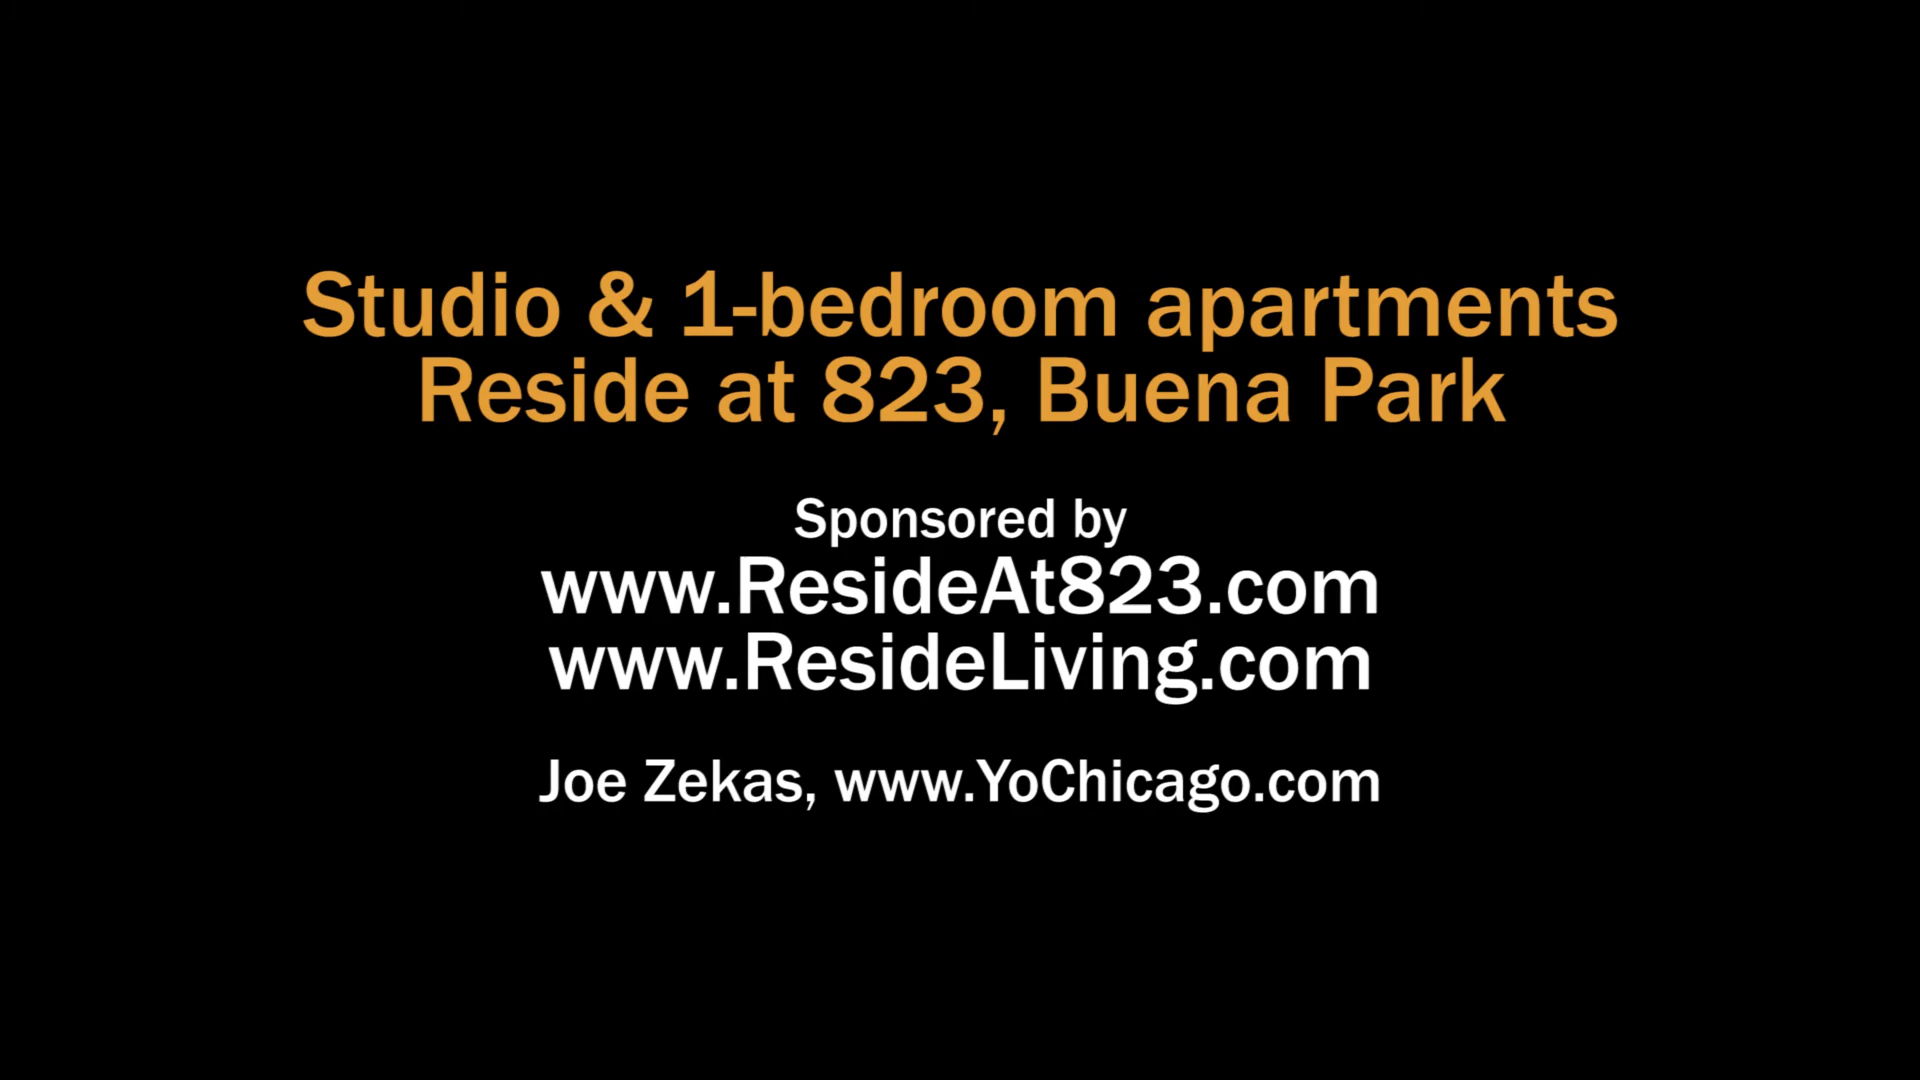 Studio & 1-bedroom apartments
Reside at 823, Buena Park
Sponsored by
www.ResideAt823.com
www.ResideLiving.com
Joe Zekas, www.YoChicago.com